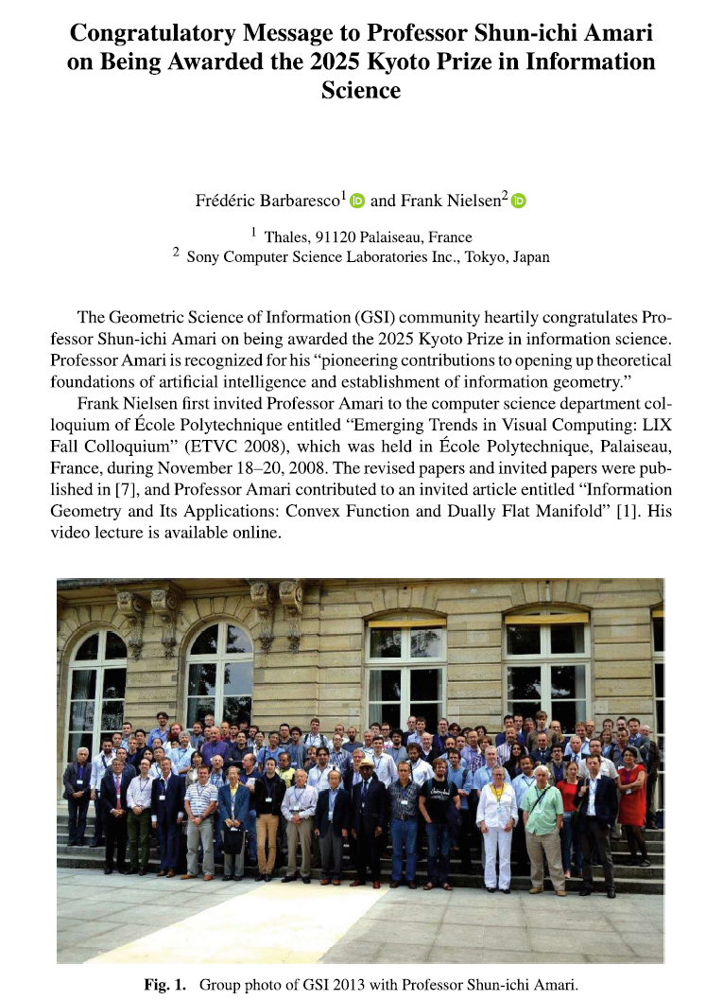 Congratulatory Message to Professor Shun-ichi Amari
on Being Awarded the 2025 Kyoto Prize in Information
Science
Frédéric Barbaresco1 iD and Frank Nielsen2 iD
1 Thales, 91120 Palaiseau, France
2 Sony Computer Science Laboratories Inc., Tokyo, Japan
The Geometric Science of Information (GSI) community heartily congratulates Pro-
fessor Shun-ichi Amari on being awarded the 2025 Kyoto Prize in information science.
Professor Amari is recognized for his “pioneering contributions to opening up theoretical
foundations of artificial intelligence and establishment of information geometry.”
Frank Nielsen first invited Professor Amari to the computer science department col-
loquium of École Polytechnique entitled “Emerging Trends in Visual Computing: LIX
Fall Colloquium” (ETVC 2008), which was held in École Polytechnique, Palaiseau,
France, during November 18–20, 2008. The revised papers and invited papers were pub-
lished in [7], and Professor Amari contributed to an invited article entitled “Information
Geometry and Its Applications: Convex Function and Dually Flat Manifold” [1]. His
video lecture is available online.
Fig. 1. Group photo of GSI 2013 with Professor Shun-ichi Amari.